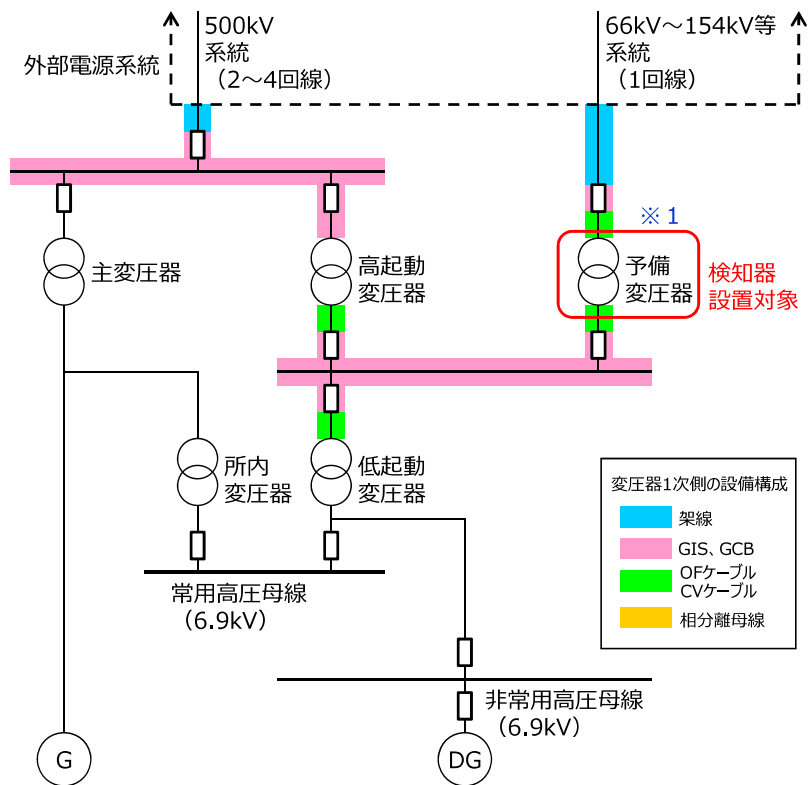 外部電源系統
500kV
系統
（2～4回線）
66kV～154kV等
系統
（1回線）
※１
主変圧器
高起動
変圧器
予備
変圧器
検知器
設置対象
所内
変圧器
低起動
変圧器
常用高圧母線
（6.9kV）
非常用高圧母線
（6.9kV）
G
DG
変圧器1次側の設備構成
架線
GIS、GCB
OFケーブル
CVケーブル
相分離母線